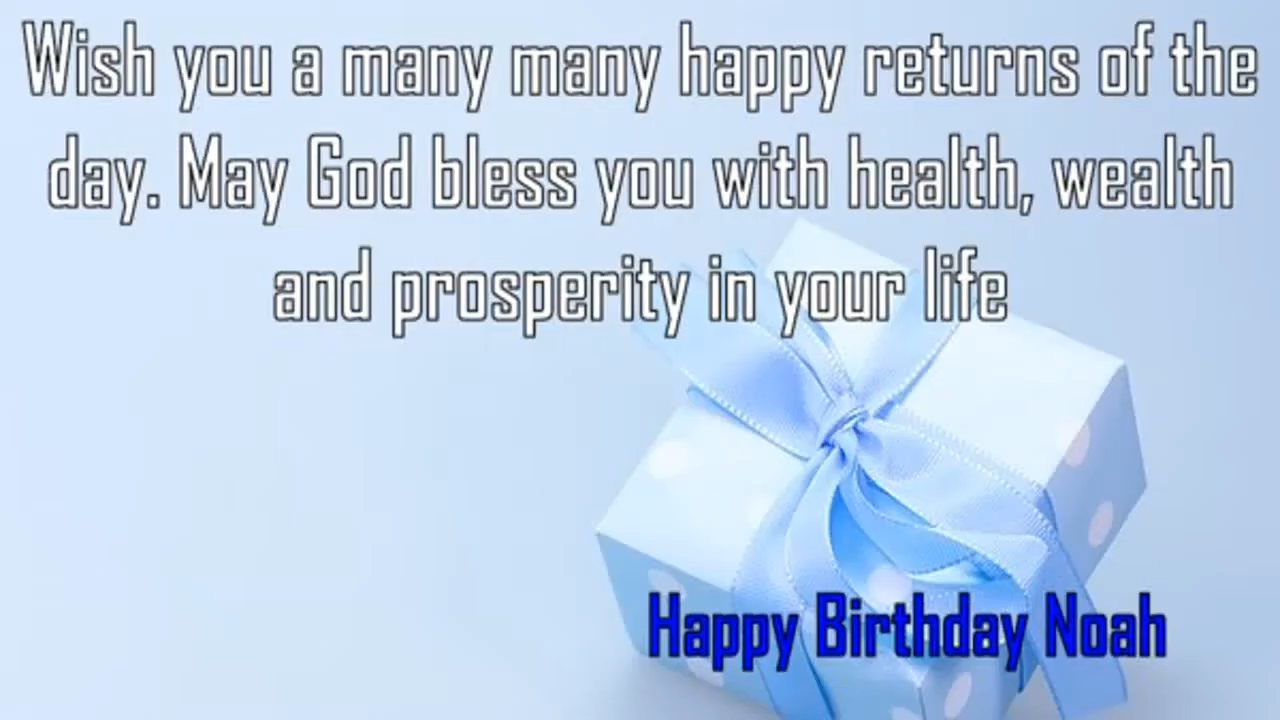 Wish you a many many happy returns of the
day. May God bless you with health, wealth
and prosperity in your life
Happy Birthday Noah